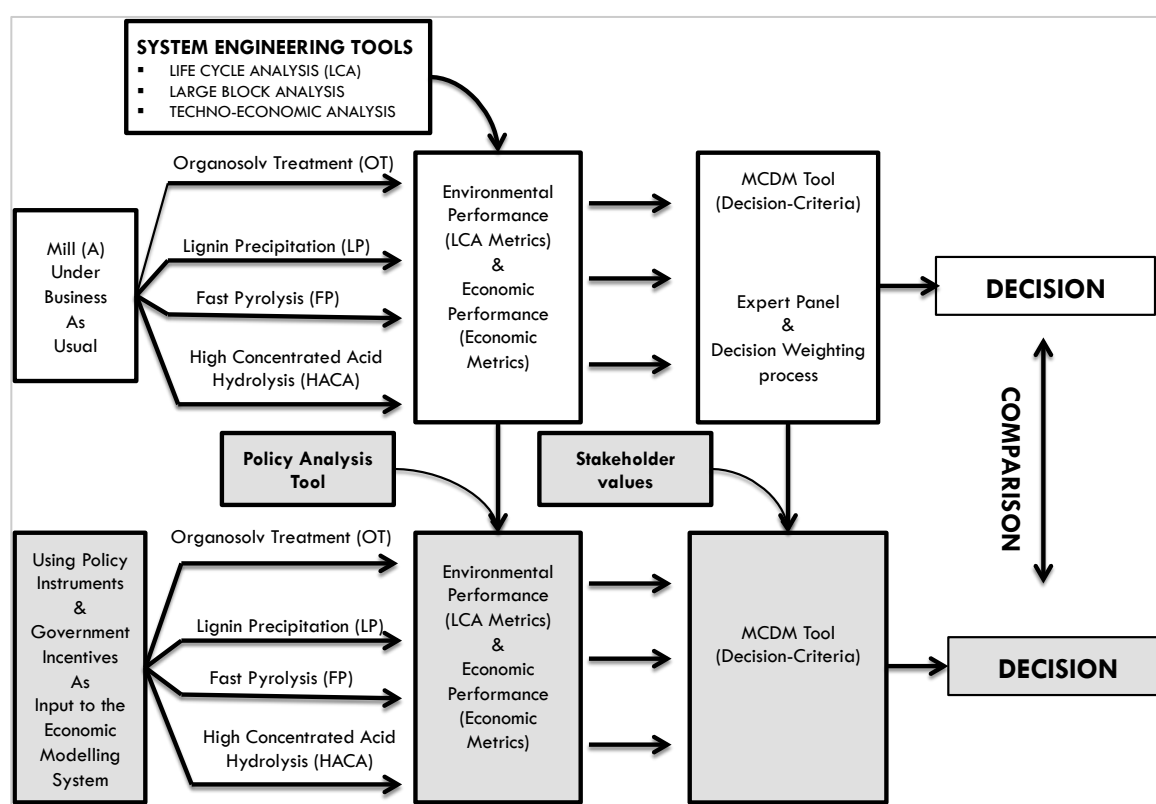 SYSTEM ENGINEERING TOOLS
▪ LIFE CYCLE ANALYSIS (LCA)
▪ LARGE BLOCK ANALYSIS
▪ TECHNO-ECONOMIC ANALYSIS
Mill (A)
Under
Business
As
Usual
Organosolv Treatment (OT)
Lignin Precipitation (LP)
Fast Pyrolysis (FP)
High Concentrated Acid
Hydrolysis (HACA)
Environmental
Performance
(LCA Metrics)
&
Economic
Performance
(Economic
Metrics)
MCDM Tool
(Decision-Criteria)
Expert Panel
&
Decision Weighting
process
DECISION
COMPARISON
Policy Analysis
Tool
Stakeholder
values
Using Policy
Instruments
&
Government
Incentives
As
Input to the
Economic
Modelling
System
Organosolv Treatment (OT)
Lignin Precipitation (LP)
Fast Pyrolysis (FP)
High Concentrated Acid
Hydrolysis (HACA)
Environmental
Performance
(LCA Metrics)
&
Economic
Performance
(Economic
Metrics)
MCDM Tool
(Decision-Criteria)
DECISION